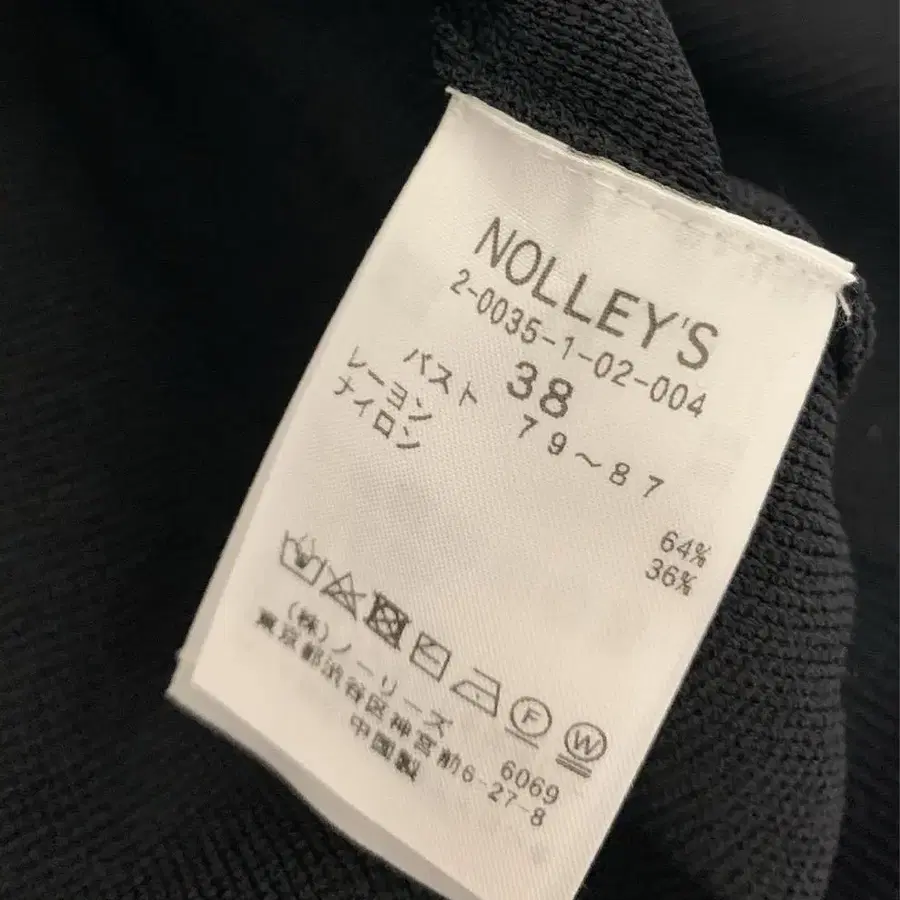 NOLLEY'S
2-0035-1-02-004
38
バスト 79~87
レーヨン 64%
ナイロン 36%
F W
(株)ノーリーズ 6069
東京都渋谷区神宮前6-27-8
中国製